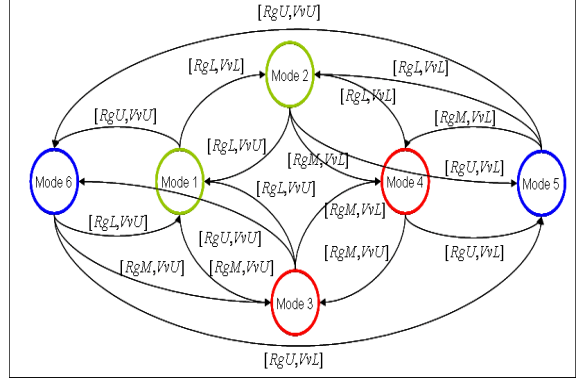 [RgU,VvU]
[RgL,VvL]
Mode 2
[RgL,VvL]
[RgL,VvL]
[RgU,VvU]
[RgM,VvL]
[RgL,VvU]
[RgM,VvL]
[RgU,VvL]
Mode 6
Mode 1
Mode 4
Mode 5
[RgL,VvU]
[RgM,VvL]
[RgL,VvU]
[RgU,VvU]
[RgM,VvU]
[RgU,VvL]
[RgM,VvU]
[RgM,VvU]
Mode 3
[RgU,VvL]